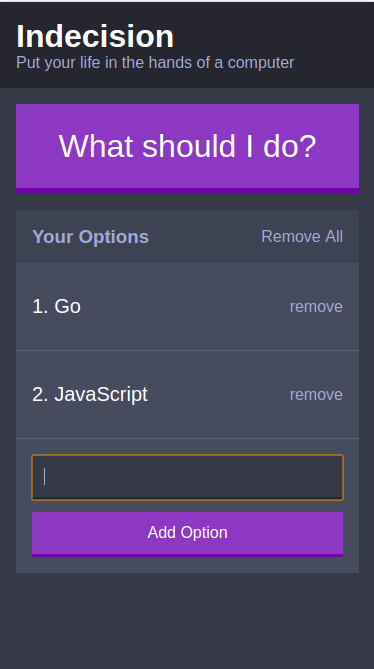 Indecision
Put your life in the hands of a computer
What should I do?
Your Options
Remove All
1. Go
remove
2. JavaScript
remove
Add Option